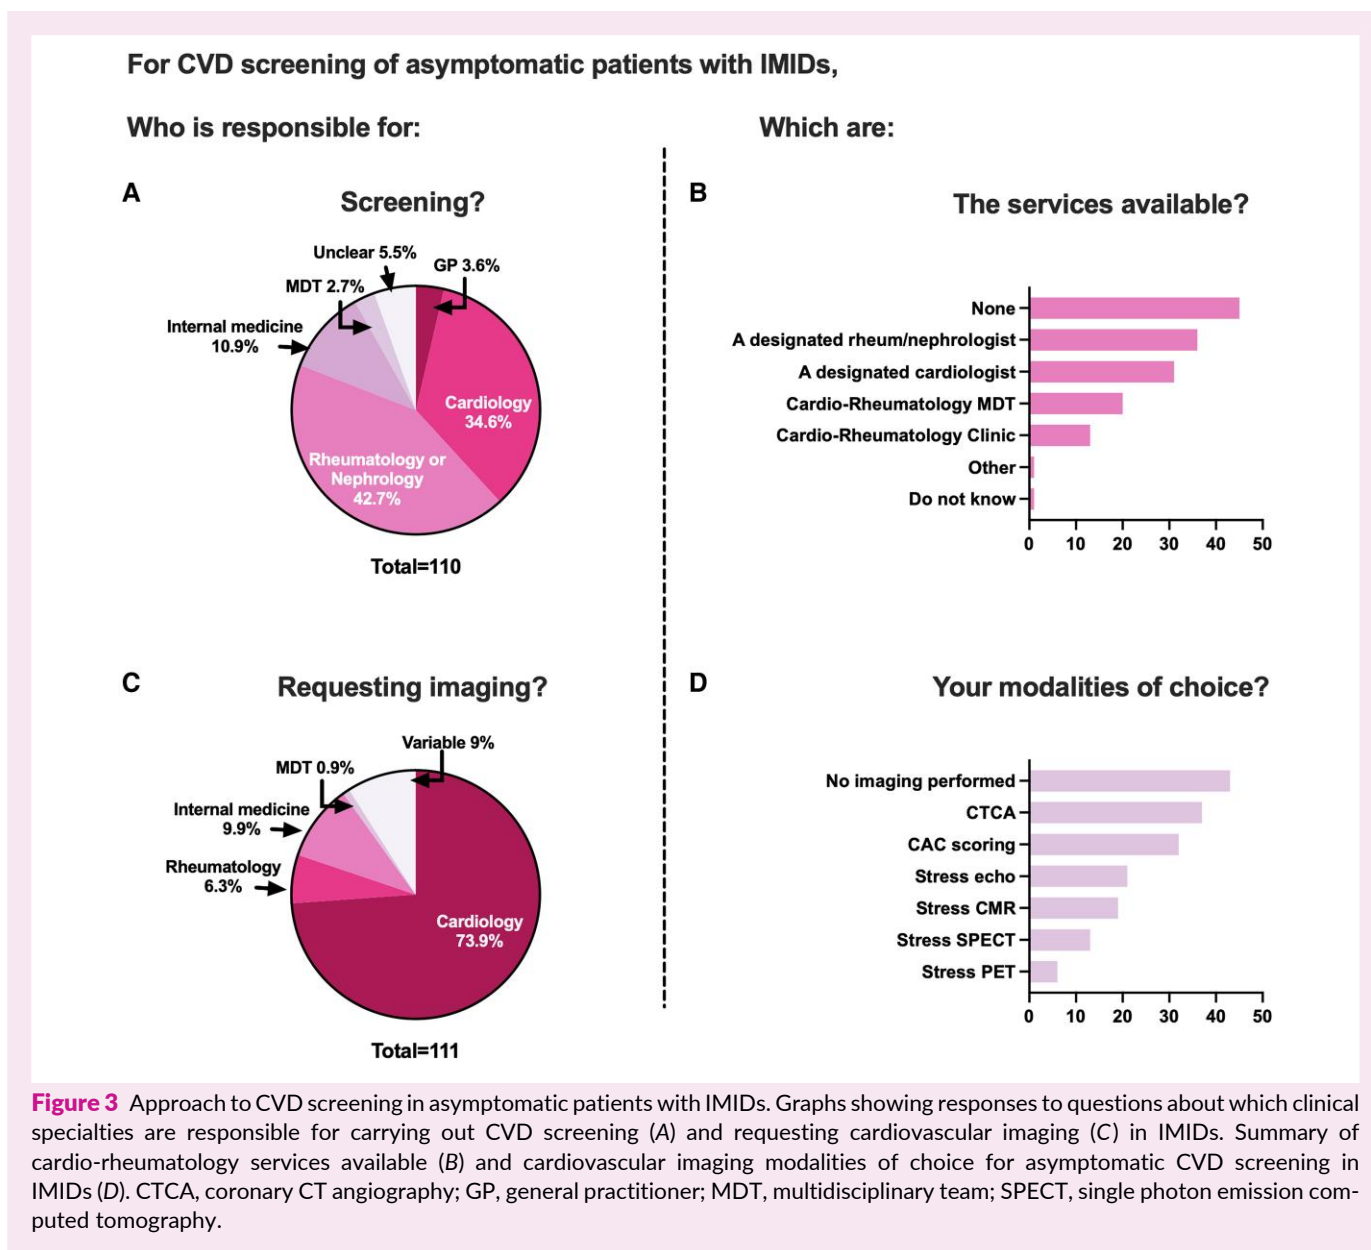 For CVD screening of asymptomatic patients with IMIDs,
Who is responsible for:
Which are:
A
Screening?
Unclear 5.5%
GP 3.6%
MDT 2.7%
Internal medicine
10.9%
Cardiology
34.6%
Rheumatology or
Nephrology
42.7%
Total=110
B
The services available?
None
A designated rheum/nephrologist
A designated cardiologist
Cardio-Rheumatology MDT
Cardio-Rheumatology Clinic
Other
Do not know
0 10 20 30 40 50
C
Requesting imaging?
Variable 9%
MDT 0.9%
Internal medicine
9.9%
Rheumatology
6.3%
Cardiology
73.9%
Total=111
D
Your modalities of choice?
No imaging performed
CTCA
CAC scoring
Stress echo
Stress CMR
Stress SPECT
Stress PET
0 10 20 30 40 50
Figure 3 Approach to CVD screening in asymptomatic patients with IMIDs. Graphs showing responses to questions about which clinical
specialties are responsible for carrying out CVD screening (A) and requesting cardiovascular imaging (C) in IMIDs. Summary of
cardio-rheumatology services available (B) and cardiovascular imaging modalities of choice for asymptomatic CVD screening in
IMIDs (D). CTCA, coronary CT angiography; GP, general practitioner; MDT, multidisciplinary team; SPECT, single photon emission com-
puted tomography.